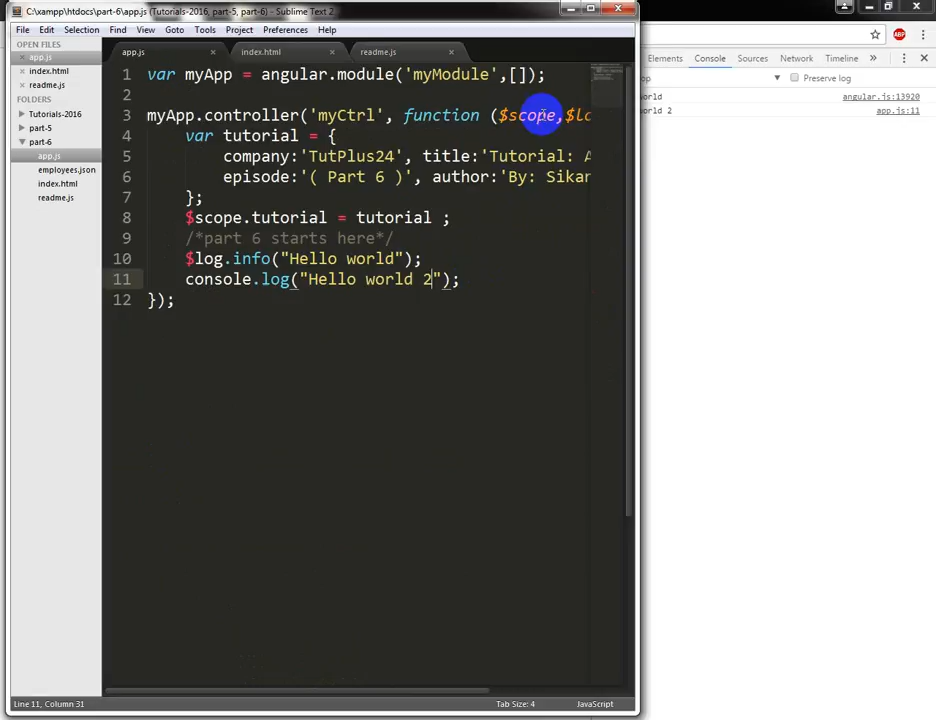 C:\xampp\htdocs\part-6\app.js (Tutorials-2016, part-5, part-6) - Sublime Text 2
File Edit Selection Find View Goto Tools Project Preferences Help
OPEN FILES
app.js
index.html
readme.js
FOLDERS
Tutorials-2016
part-5
part-6
app.js
employees.json
index.html
readme.js
app.js index.html readme.js
1 var myApp = angular.module('myModule',[]);
2
3 myApp.controller('myCtrl', function ($scope,$lo
4 var tutorial = {
5 company:'TutPlus24', title:'Tutorial: A
6 episode:'( Part 6 )', author:'By: Sikan
7 };
8 $scope.tutorial = tutorial ;
9 /*part 6 starts here*/
10 $log.info("Hello world");
11 console.log("Hello world 2");
12 });
Line 11, Column 31 Tab Size: 4 JavaScript
ABP
Elements Console Sources Network Timeline »
Preserve log
world angular.js:13920
world 2 app.js:11